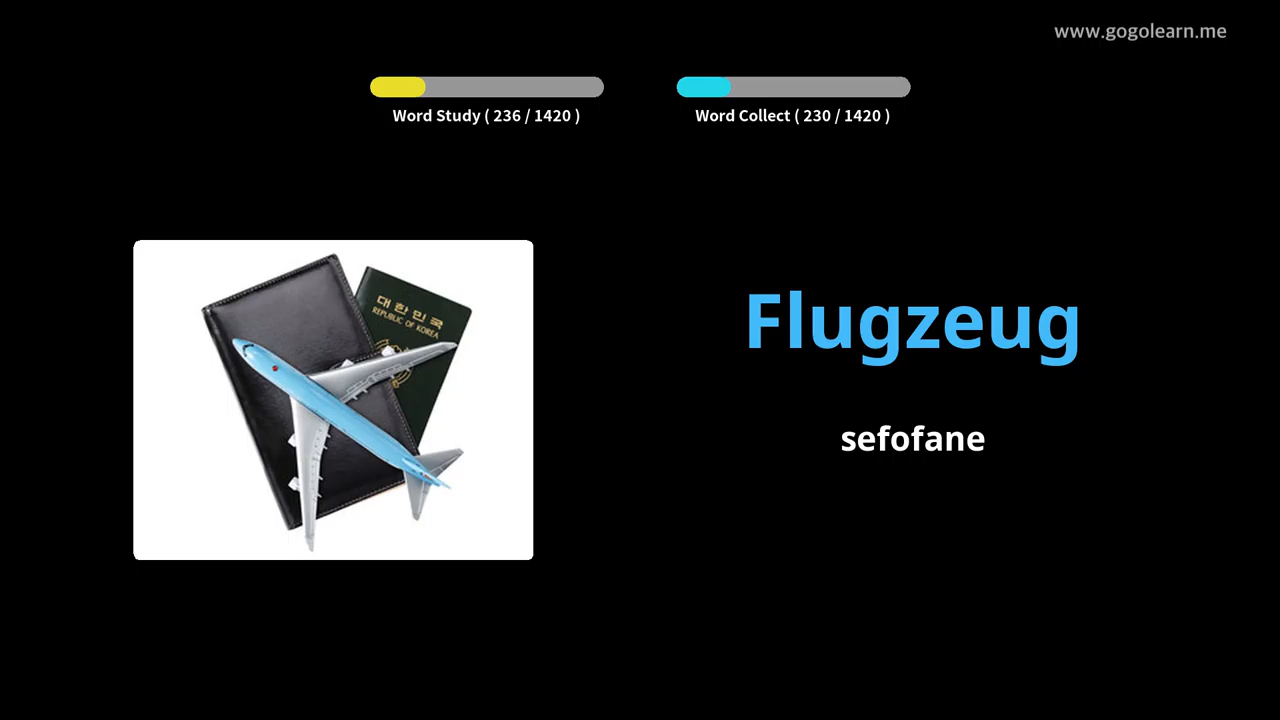 www.gogolearn.me
Word Study ( 236 / 1420 )
Word Collect ( 230 / 1420 )
대한민국
REPUBLIC OF KOREA
Flugzeug
sefofane